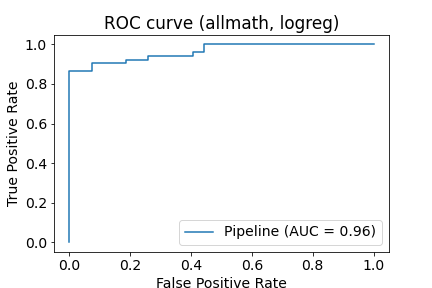 ROC curve (allmath, logreg)
True Positive Rate
1.0
0.8
0.6
0.4
0.2
0.0
Pipeline (AUC = 0.96)
0.0 0.2 0.4 0.6 0.8 1.0
False Positive Rate